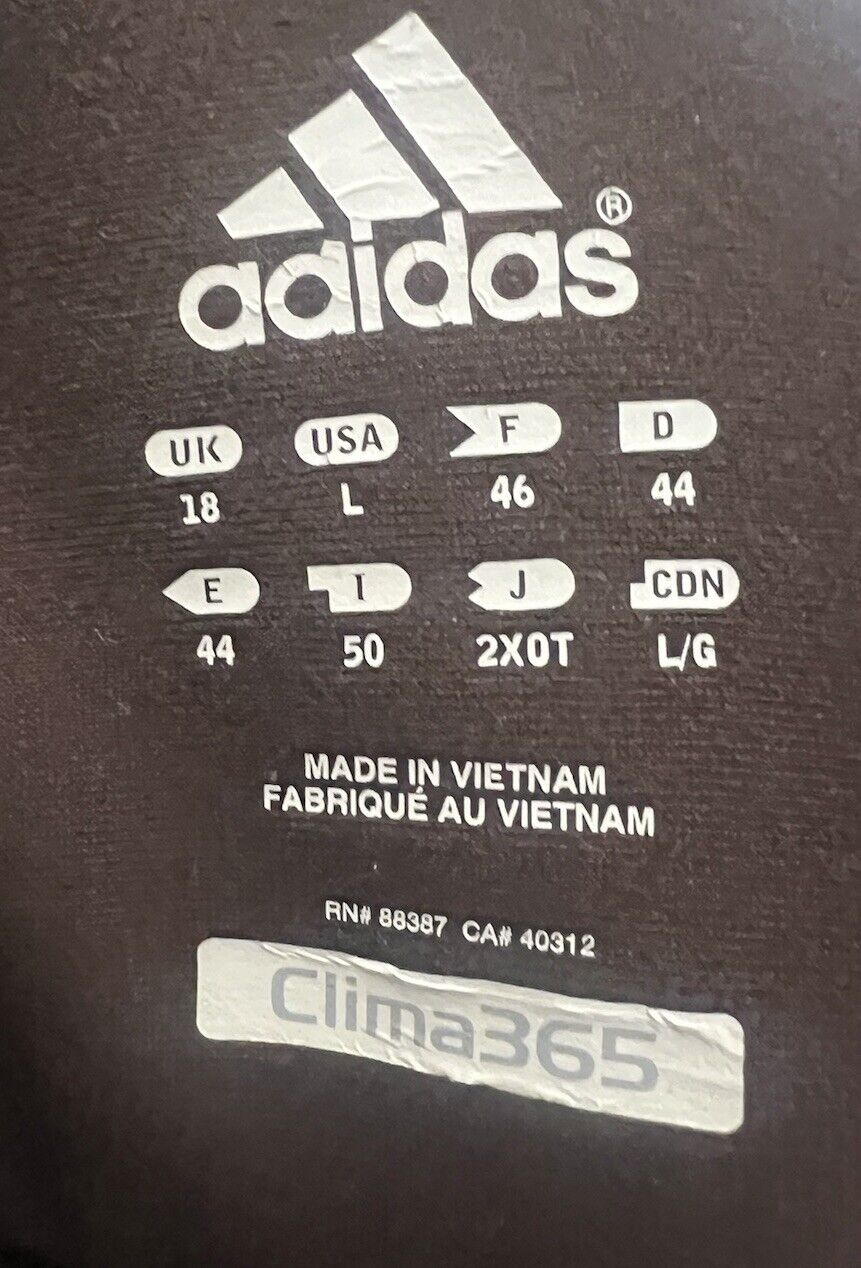 adidas®
UK USA F D
18 L 46 44
E I J CDN
44 50 2XOT L/G
MADE IN VIETNAM
FABRIQUÉ AU VIETNAM
RN# 88387 CA# 40312
Clima365